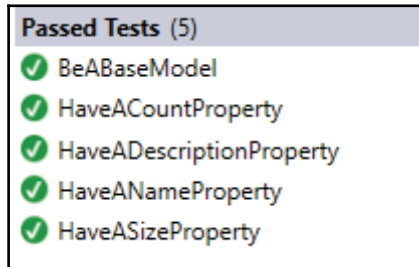 Passed Tests (5)
BeABaseModel
HaveACountProperty
HaveADescriptionProperty
HaveANameProperty
HaveASizeProperty